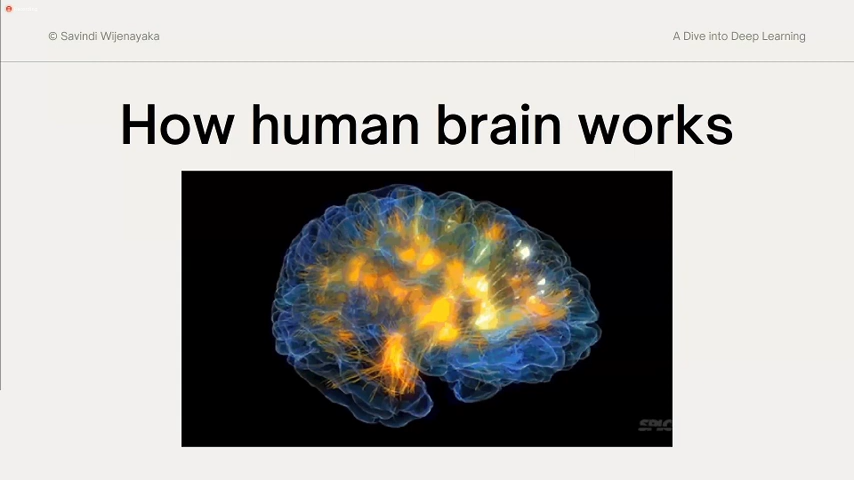 © Savindi Wijenayaka
A Dive into Deep Learning
How human brain works